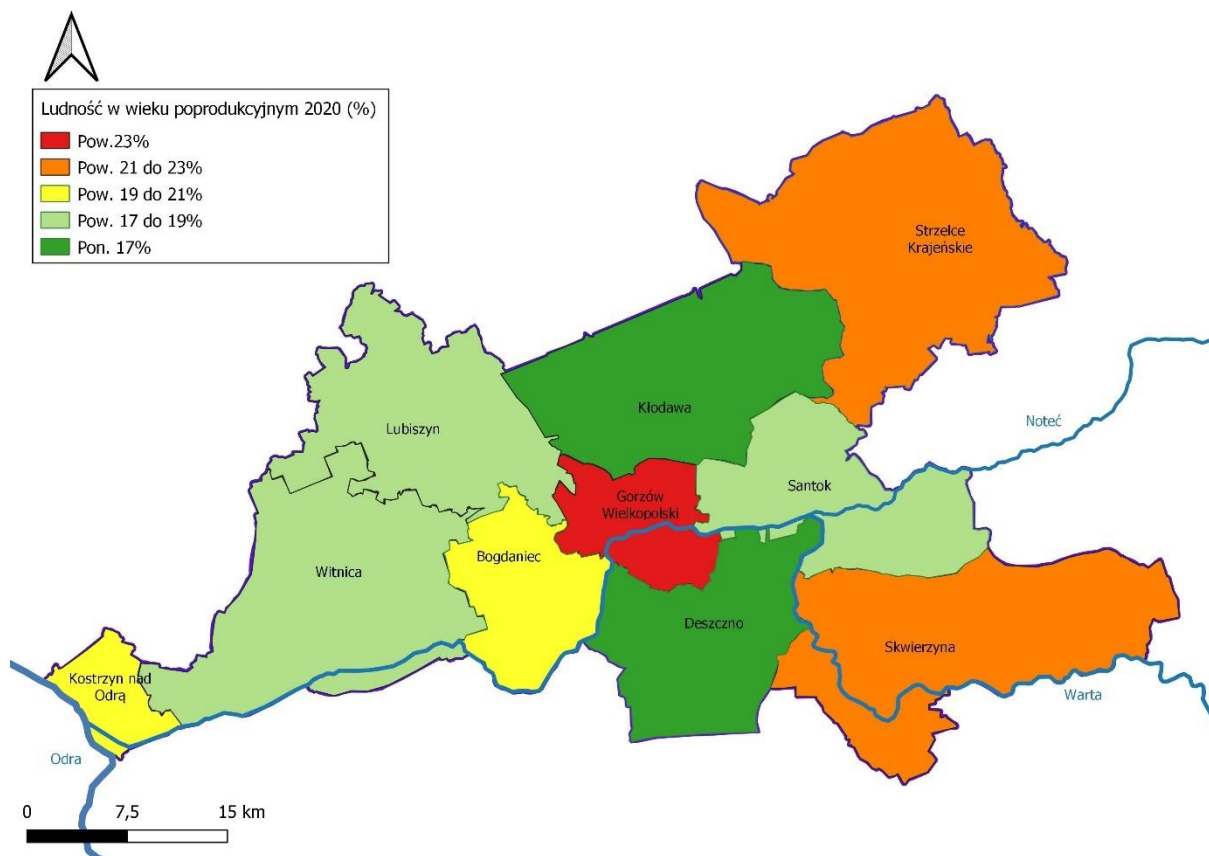 Ludność w wieku poprodukcyjnym 2020 (%)
Pow.23%
Pow. 21 do 23%
Pow. 19 do 21%
Pow. 17 do 19%
Pon. 17%
Strzelce
Krajeńskie
Kłodawa
Noteć
Lubiszyn
Santok
Gorzów
Wielkopolski
Bogdaniec
Witnica
Deszczno
Skwierzyna
Kostrzyn nad
Odrą
Warta
Odra
0 7,5 15 km